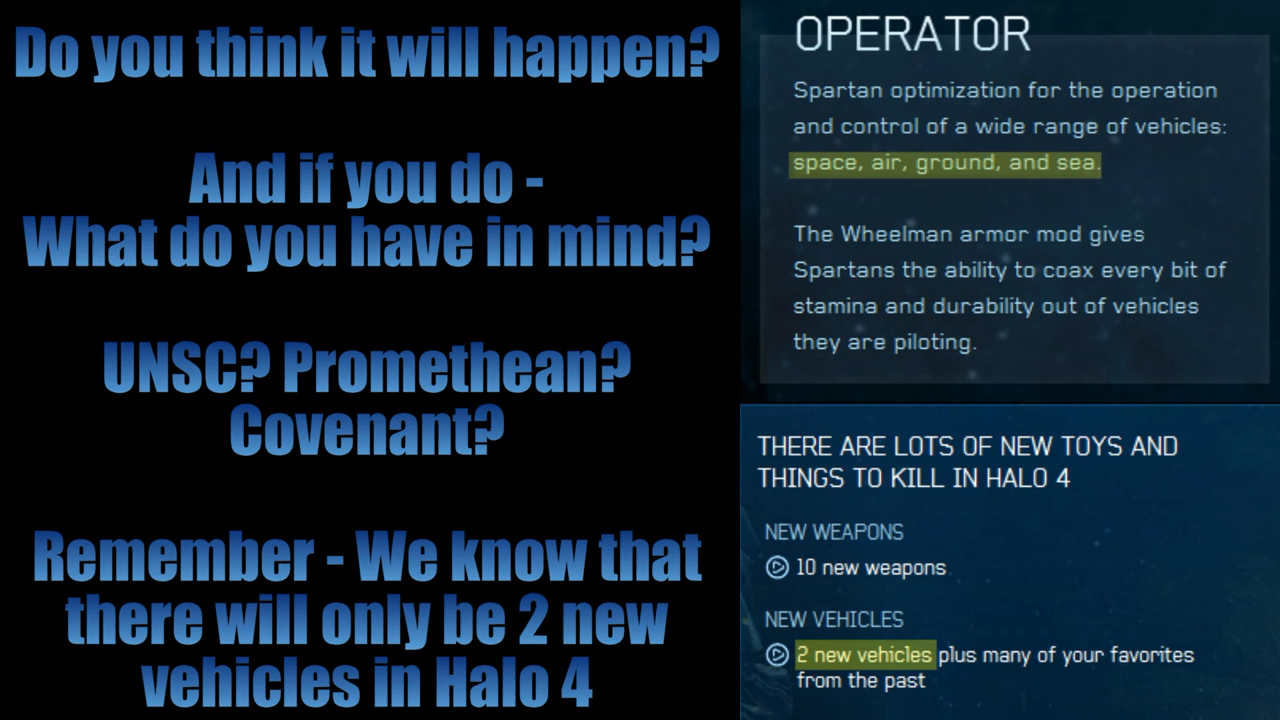 Do you think it will happen?
And if you do -
What do you have in mind?
UNSC? Promethean?
Covenant?
Remember - We know that
there will only be 2 new
vehicles in Halo 4
OPERATOR
Spartan optimization for the operation
and control of a wide range of vehicles:
space, air, ground, and sea.
The Wheelman armor mod gives
Spartans the ability to coax every bit of
stamina and durability out of vehicles
they are piloting.
THERE ARE LOTS OF NEW TOYS AND
THINGS TO KILL IN HALO 4
NEW WEAPONS
10 new weapons
NEW VEHICLES
2 new vehicles plus many of your favorites
from the past